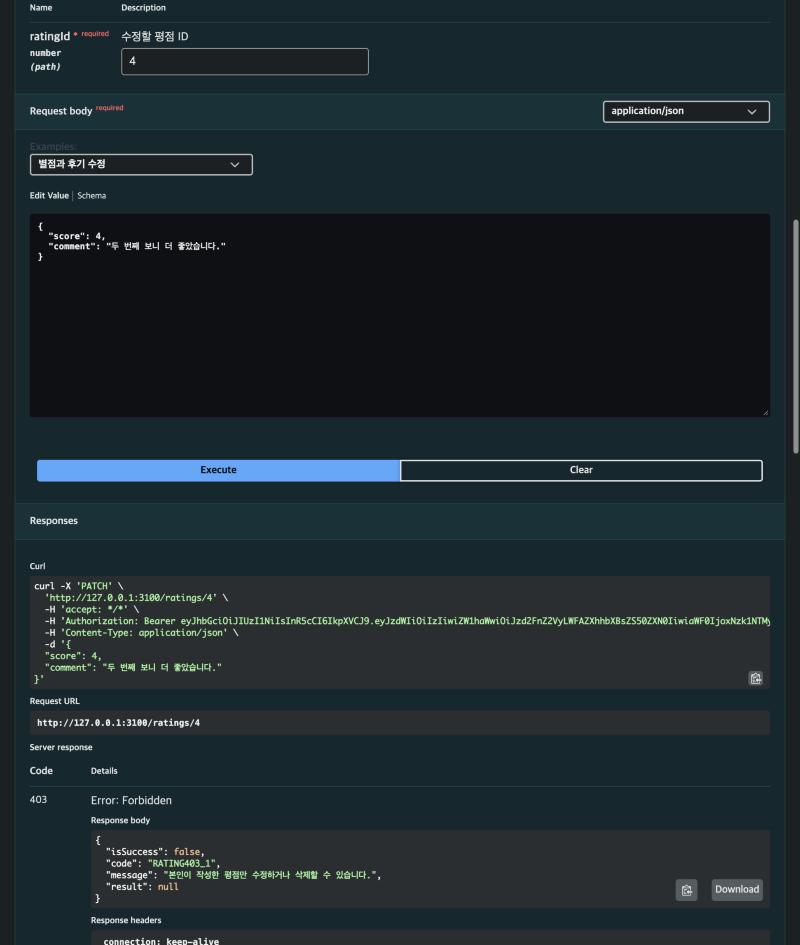 Name Description
ratingId * required 수정할 평점 ID
number
(path)
4
Request body required application/json
Examples:
별점과 후기 수정
Edit Value | Schema
{
"score": 4,
"comment": "두 번째 보니 더 좋았습니다."
}
Execute Clear
Responses
Curl
curl -X 'PATCH' \
'http://127.0.0.1:3100/ratings/4' \
-H 'accept: */*' \
-H 'Authorization: Bearer
-H 'Content-Type: application/json' \
-d '{
"score": 4,
"comment": "두 번째 보니 더 좋았습니다."
}'
Request URL
http://127.0.0.1:3100/ratings/4
Server response
Code Details
403 Error: Forbidden
Response body
{
"isSuccess": false,
"code": "RATING403_1",
"message": "본인이 작성한 평점만 수정하거나 삭제할 수 있습니다.",
"result": null
}
Download
Response headers
connection: keep-alive